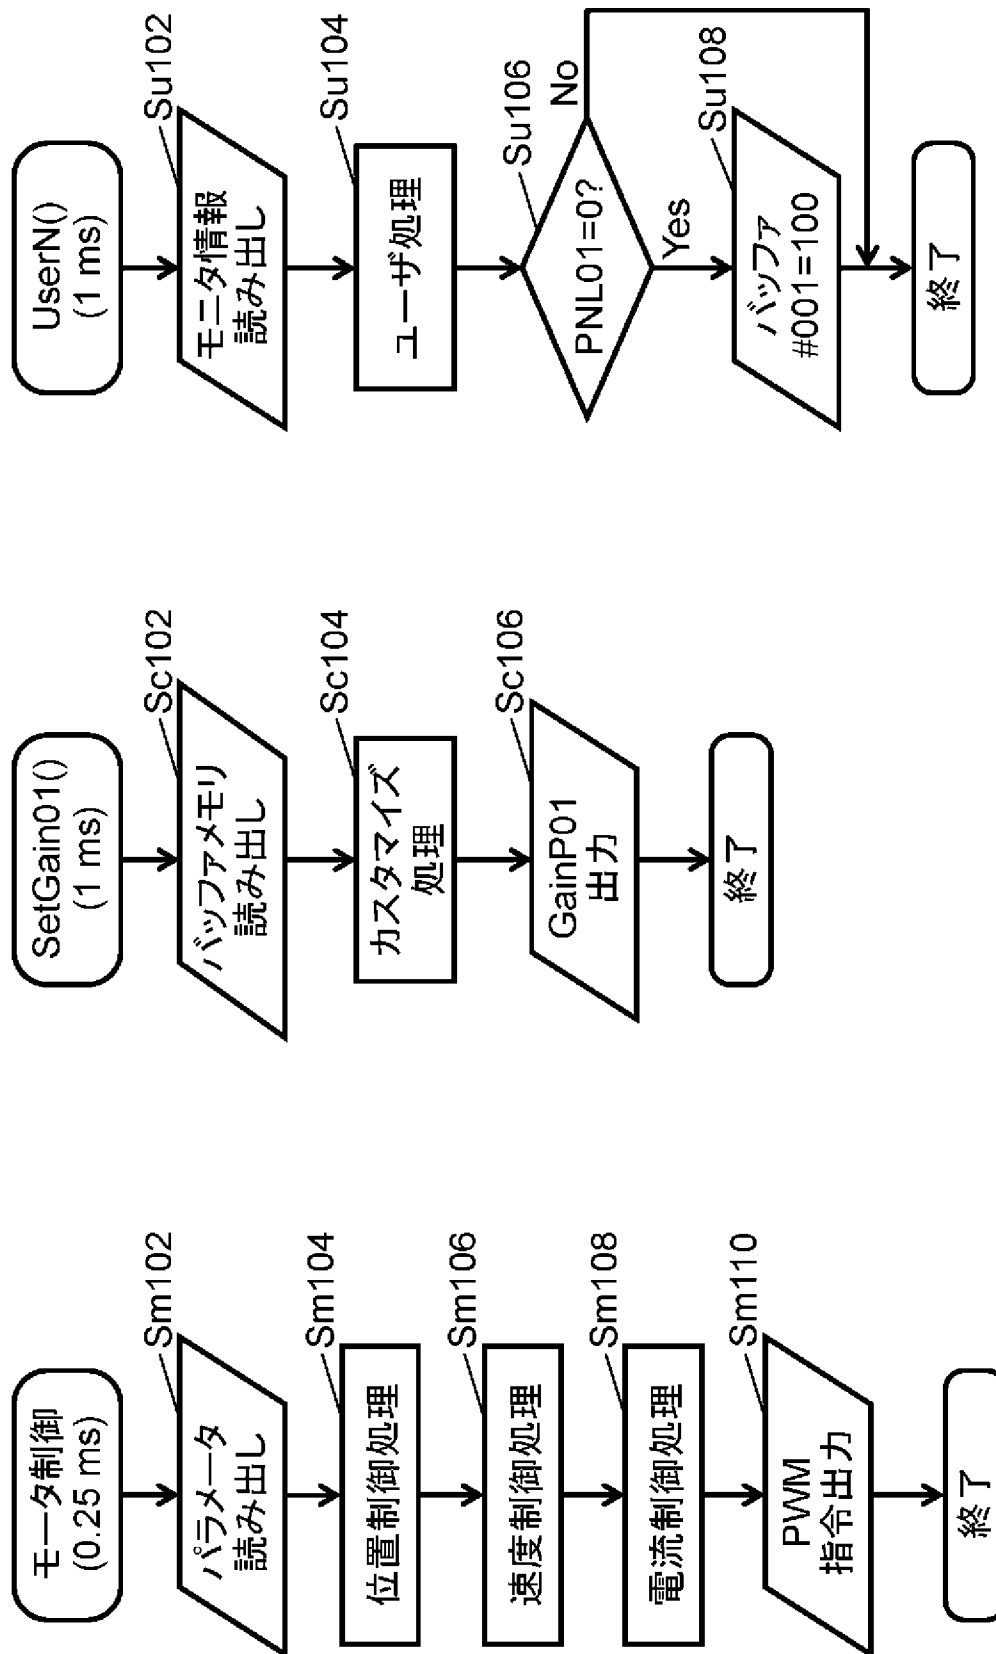 モータ制御
(0.25 ms)
Sm102
パラメータ
読み出し
Sm104
位置制御処理
Sm106
速度制御処理
Sm108
電流制御処理
Sm110
PWM
指令出力
終了
SetGain01()
(1 ms)
Sc102
バッファメモリ
読み出し
Sc104
カスタマイズ
処理
Sc106
GainP01
出力
終了
UserN()
(1 ms)
Su102
モニタ情報
読み出し
Su104
ユーザ処理
Su106
PNL01=0?
No
Yes
Su108
バッファ
#001=100
終了